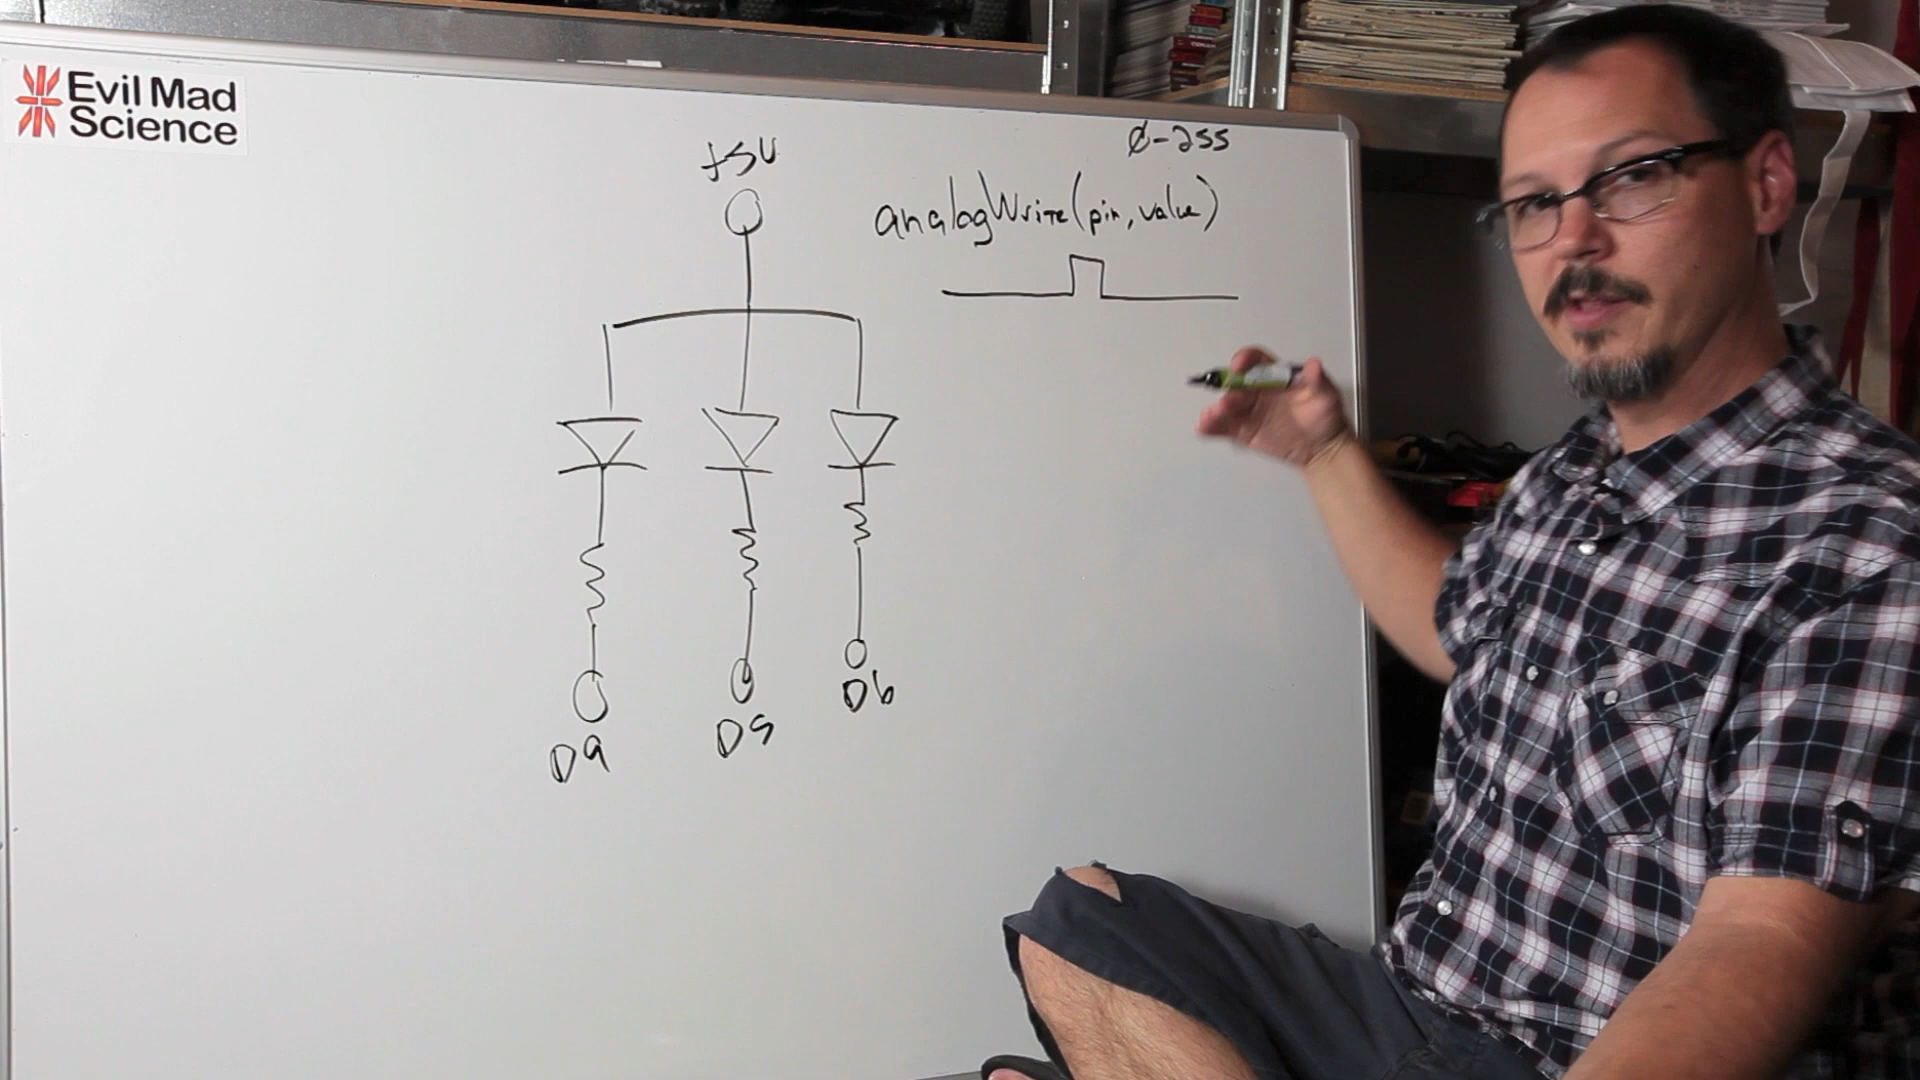 Evil Mad
Science
+5V
Ø-255
analogWrite(pin, value)
D9
D5
D6